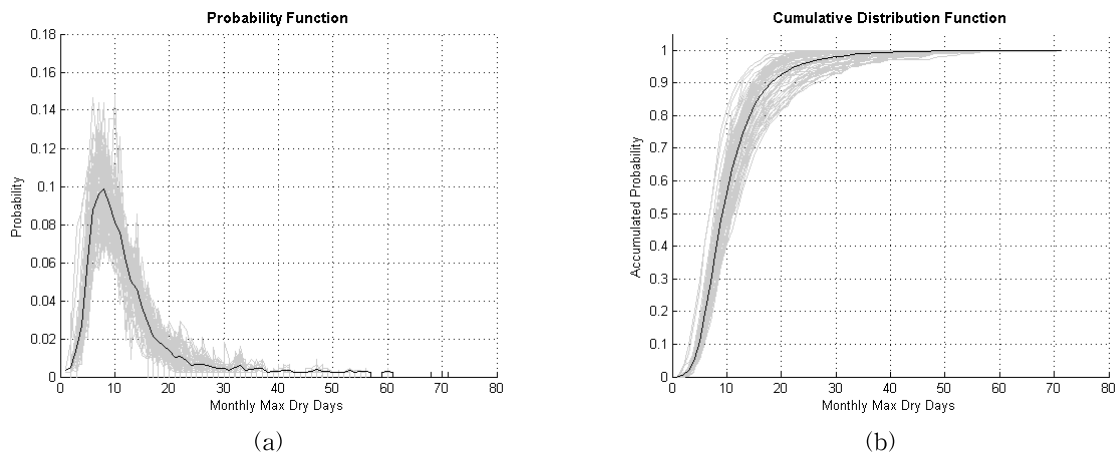 Probability Function
0.18
0.16
0.14
0.12
0.1
0.08
0.06
0.04
0.02
0
Probability
0 10 20 30 40 50 60 70 80
Monthly Max Dry Days
(a)
Cumulative Distribution Function
1
0.9
0.8
0.7
0.6
0.5
0.4
0.3
0.2
0.1
0
Accumulated Probability
0 10 20 30 40 50 60 70 80
Monthly Max Dry Days
(b)